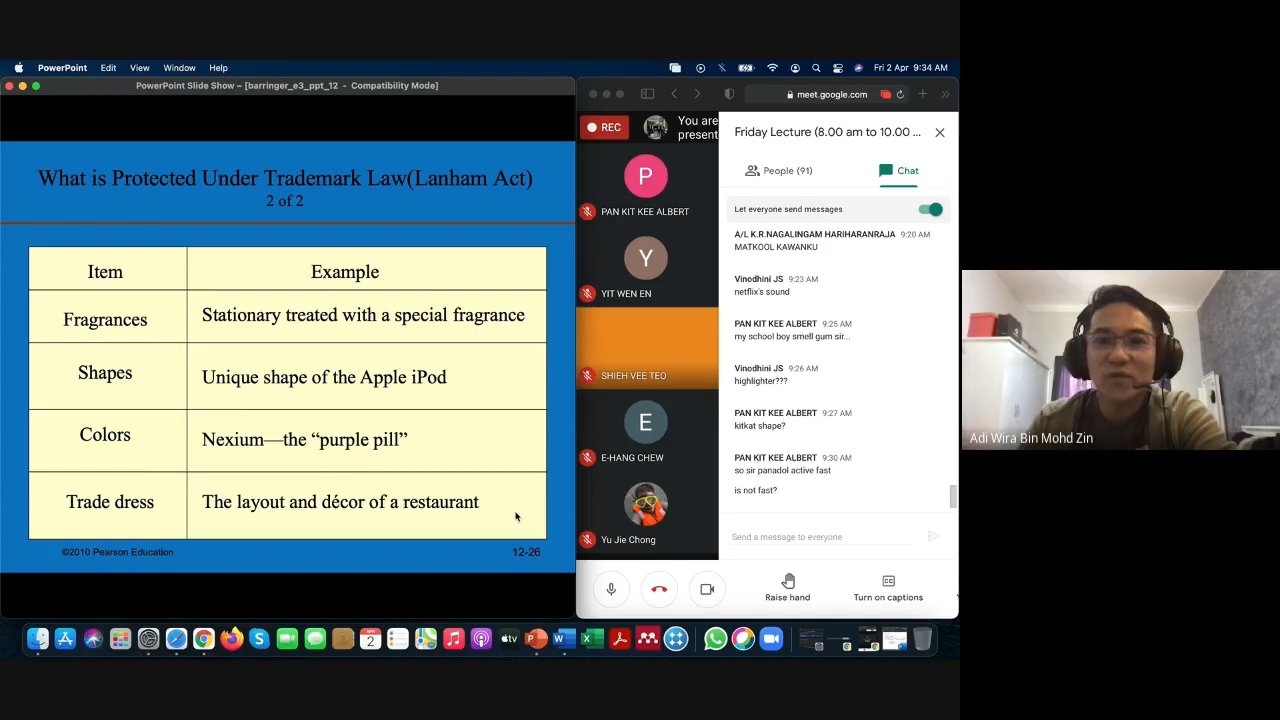 PowerPoint Edit View Window Help
Fri 2 Apr 9:34 AM
PowerPoint Slide Show – [barringer_e3_ppt_12 - Compatibility Mode]
What is Protected Under Trademark Law(Lanham Act)
2 of 2
Item Example
Fragrances Stationary treated with a special fragrance
Shapes Unique shape of the Apple iPod
Colors Nexium—the “purple pill”
Trade dress The layout and décor of a restaurant
©2010 Pearson Education 12-26
meet.google.com
REC
You are
present
P
PAN KIT KEE ALBERT
Y
YIT WEN EN
SHIEH VEE TEO
E
E-HANG CHEW
Yu Jie Chong
Friday Lecture (8.00 am to 10.00 ...
People (91) Chat
Let everyone send messages
A/L K.R.NAGALINGAM HARIHARANRAJA 9:20 AM
MATKOOL KAWANKU
Vinodhini JS 9:23 AM
netflix's sound
PAN KIT KEE ALBERT 9:25 AM
my school boy smell gum sir...
Vinodhini JS 9:26 AM
highlighter???
PAN KIT KEE ALBERT 9:27 AM
kitkat shape?
PAN KIT KEE ALBERT 9:30 AM
so sir panadol active fast
is not fast?
Send a message to everyone
Raise hand Turn on captions
Adi Wira Bin Mohd Zin
APR
2
tv